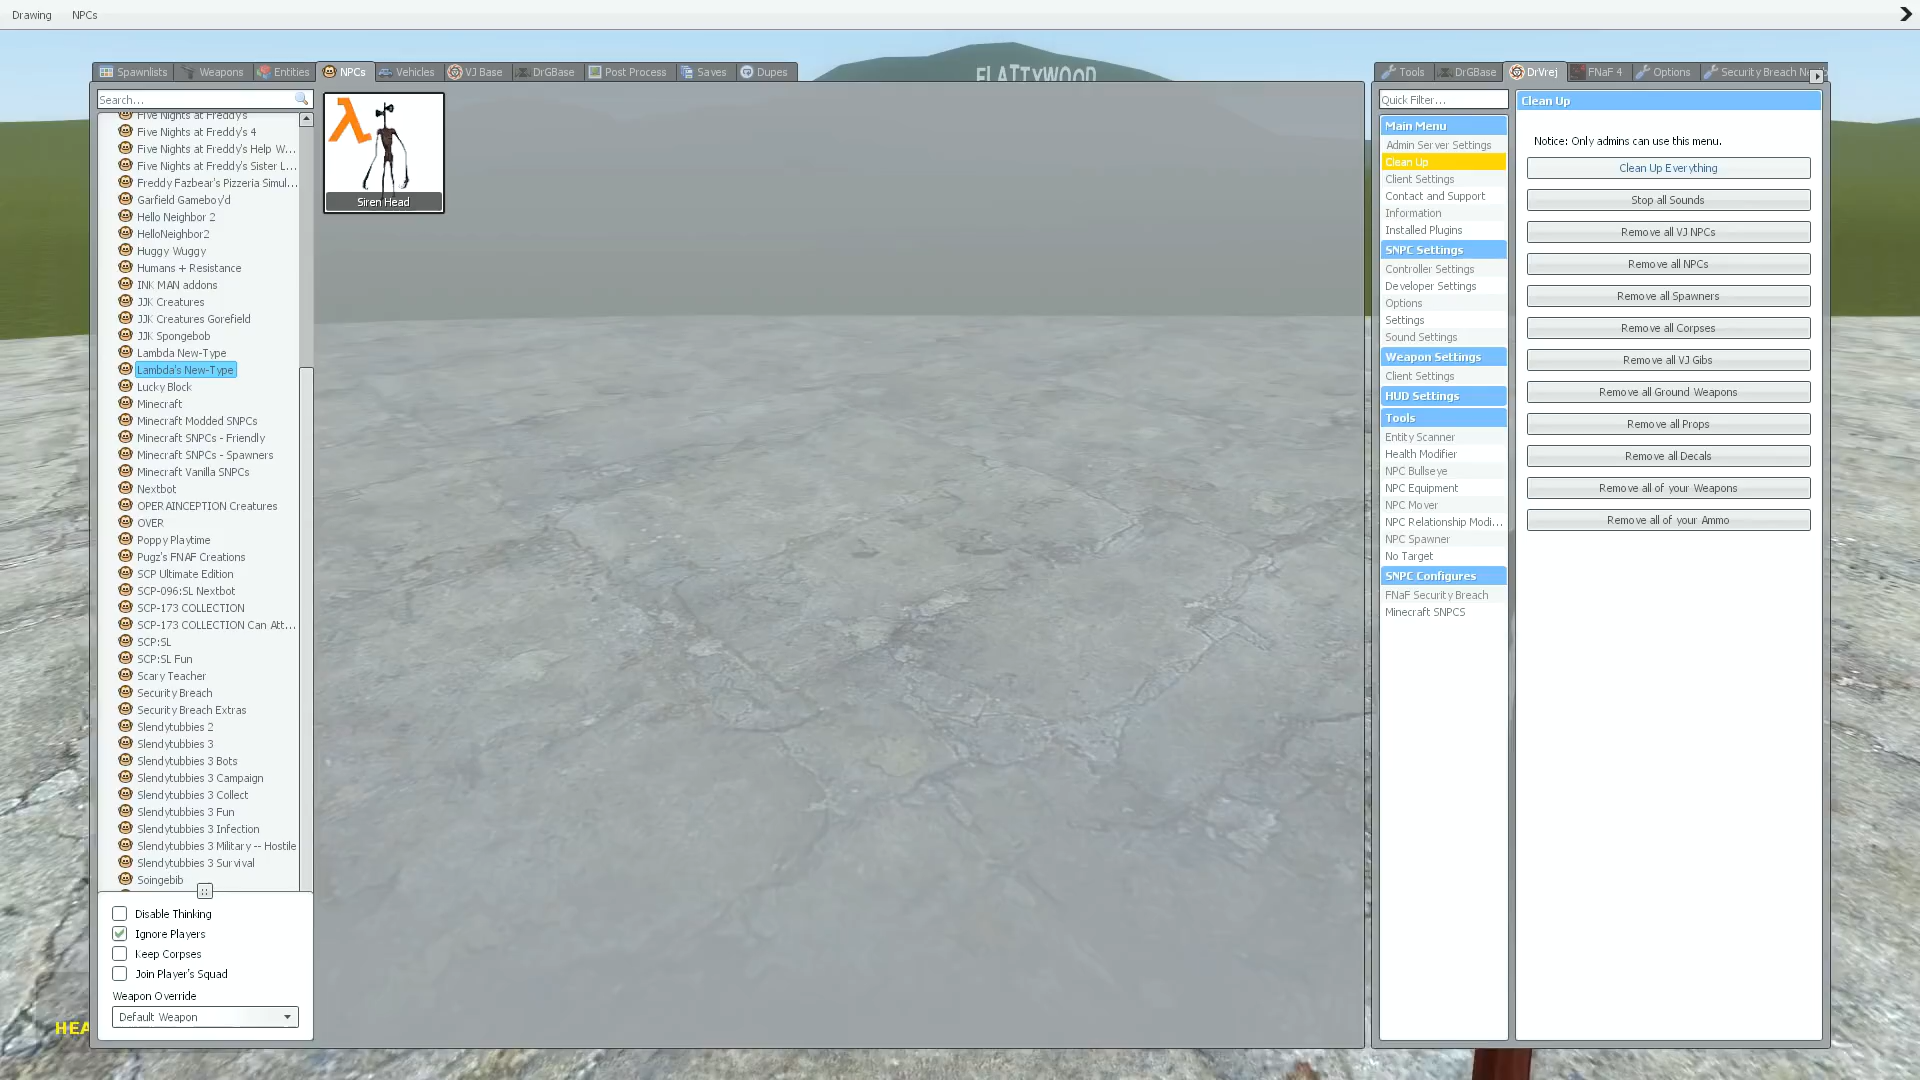 Drawing NPCs
FLATTYWOOD
Spawnlists Weapons Entities NPCs Vehicles VJ Base DrGBase Post Process Saves Dupes
Search...
Five Nights at Freddy's
Five Nights at Freddy's 4
Five Nights at Freddy's Help W...
Five Nights at Freddy's Sister L...
Freddy Fazbear's Pizzeria Simul...
Garfield Gameboy'd
Hello Neighbor 2
HelloNeighbor2
Huggy Wuggy
Humans + Resistance
INK MAN addons
JJK Creatures
JJK Creatures Gorefield
JJK Spongebob
Lambda New-Type
Lambda's New-Type
Lucky Block
Minecraft
Minecraft Modded SNPCs
Minecraft SNPCs - Friendly
Minecraft SNPCs - Spawners
Minecraft Vanilla SNPCs
Nextbot
OPERAINCEPTION Creatures
OVER
Poppy Playtime
Pugz's FNAF Creations
SCP Ultimate Edition
SCP-096:SL Nextbot
SCP-173 COLLECTION
SCP-173 COLLECTION Can Att...
SCP:SL
SCP:SL Fun
Scary Teacher
Security Breach
Security Breach Extras
Slendytubbies 2
Slendytubbies 3
Slendytubbies 3 Bots
Slendytubbies 3 Campaign
Slendytubbies 3 Collect
Slendytubbies 3 Fun
Slendytubbies 3 Infection
Slendytubbies 3 Military -- Hostile
Slendytubbies 3 Survival
Soingebib
Disable Thinking
Ignore Players
Keep Corpses
Join Player's Squad
Weapon Override
Default Weapon
HEA
Siren Head
Tools DrGBase DrVrej FNaF 4 Options Security Breach
Quick Filter...
Main Menu
Admin Server Settings
Clean Up
Client Settings
Contact and Support
Information
Installed Plugins
SNPC Settings
Controller Settings
Developer Settings
Options
Settings
Sound Settings
Weapon Settings
Client Settings
HUD Settings
Tools
Entity Scanner
Health Modifier
NPC Bullseye
NPC Equipment
NPC Mover
NPC Relationship Modi...
NPC Spawner
No Target
SNPC Configures
FNaF Security Breach
Minecraft SNPCS
Clean Up
Notice: Only admins can use this menu.
Clean Up Everything
Stop all Sounds
Remove all VJ NPCs
Remove all NPCs
Remove all Spawners
Remove all Corpses
Remove all VJ Gibs
Remove all Ground Weapons
Remove all Props
Remove all Decals
Remove all of your Weapons
Remove all of your Ammo